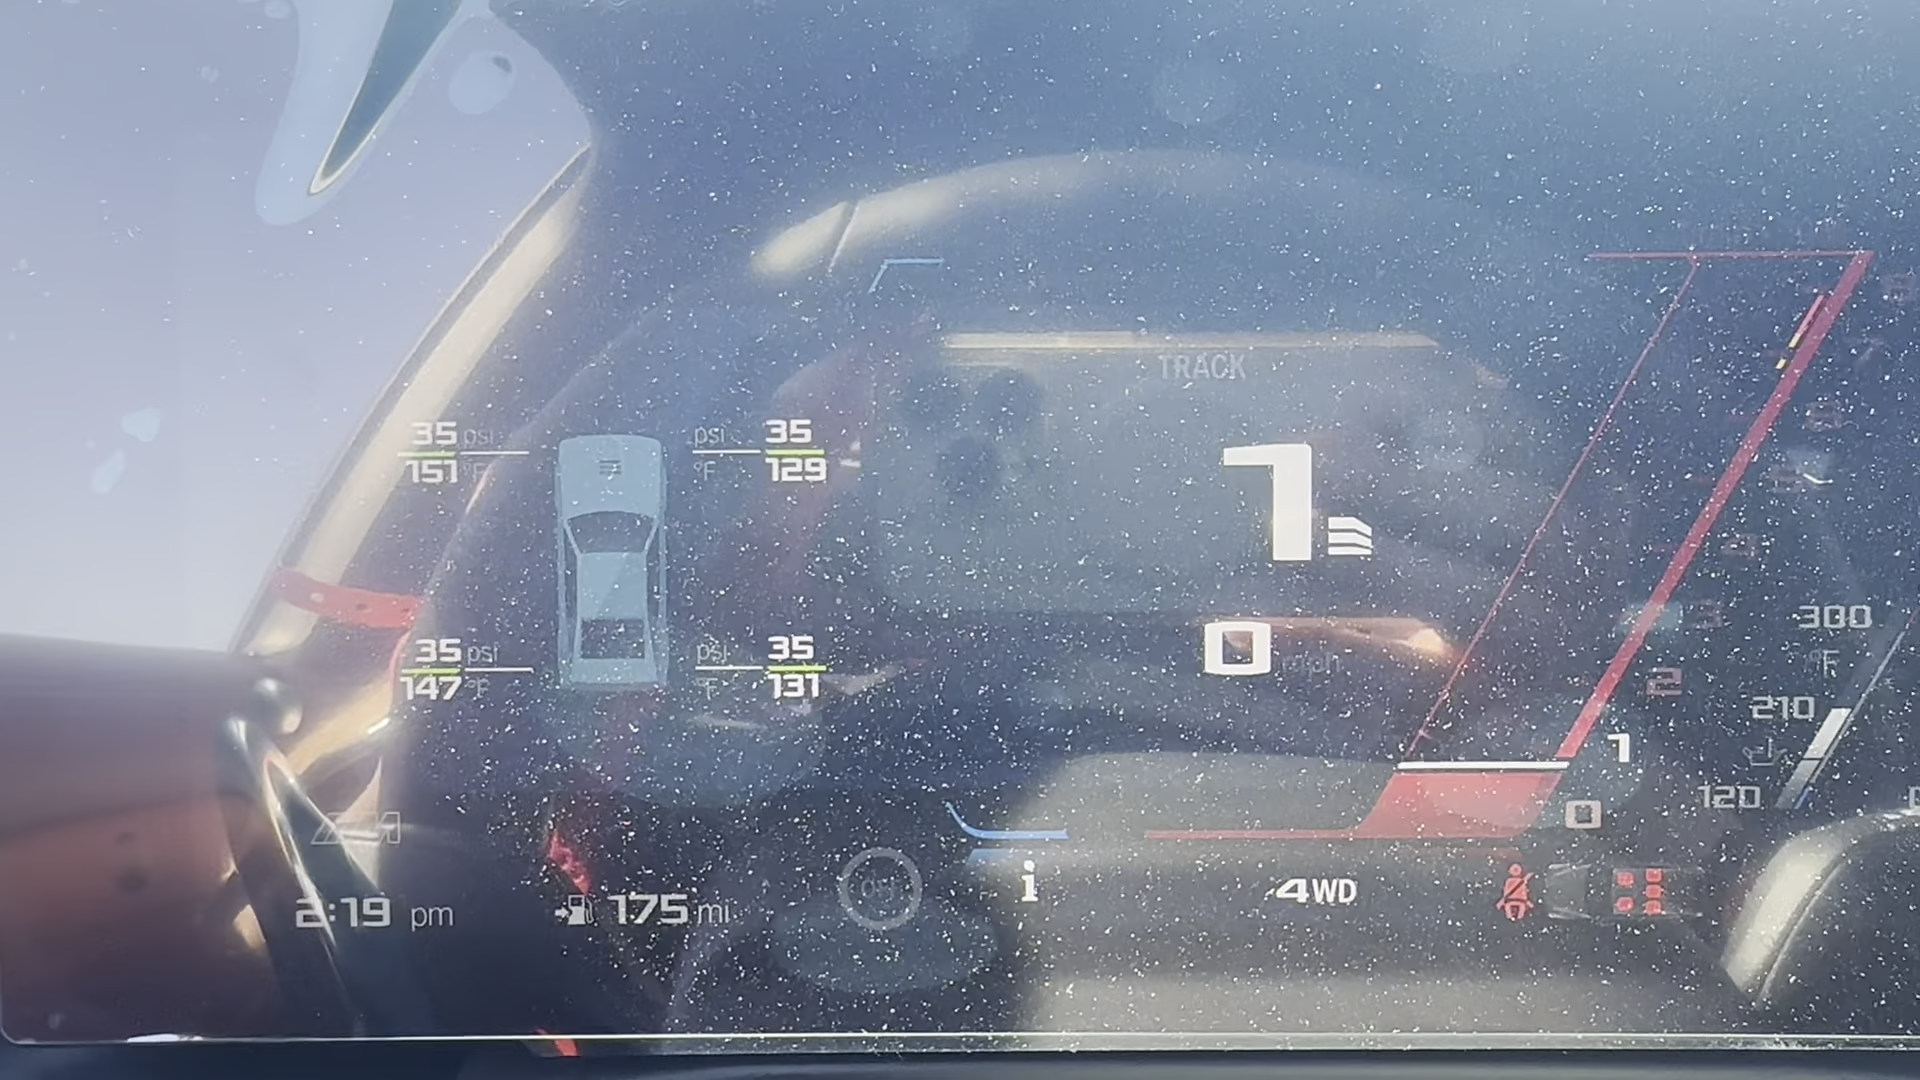 TRACK
35 psi
151 °F
psi 35
°F 129
1
35 psi
147 °F
psi 35
°F 131
0 mph
300
°F
210
120
2
1
0
M
2:19 pm
175 mi
i
4WD